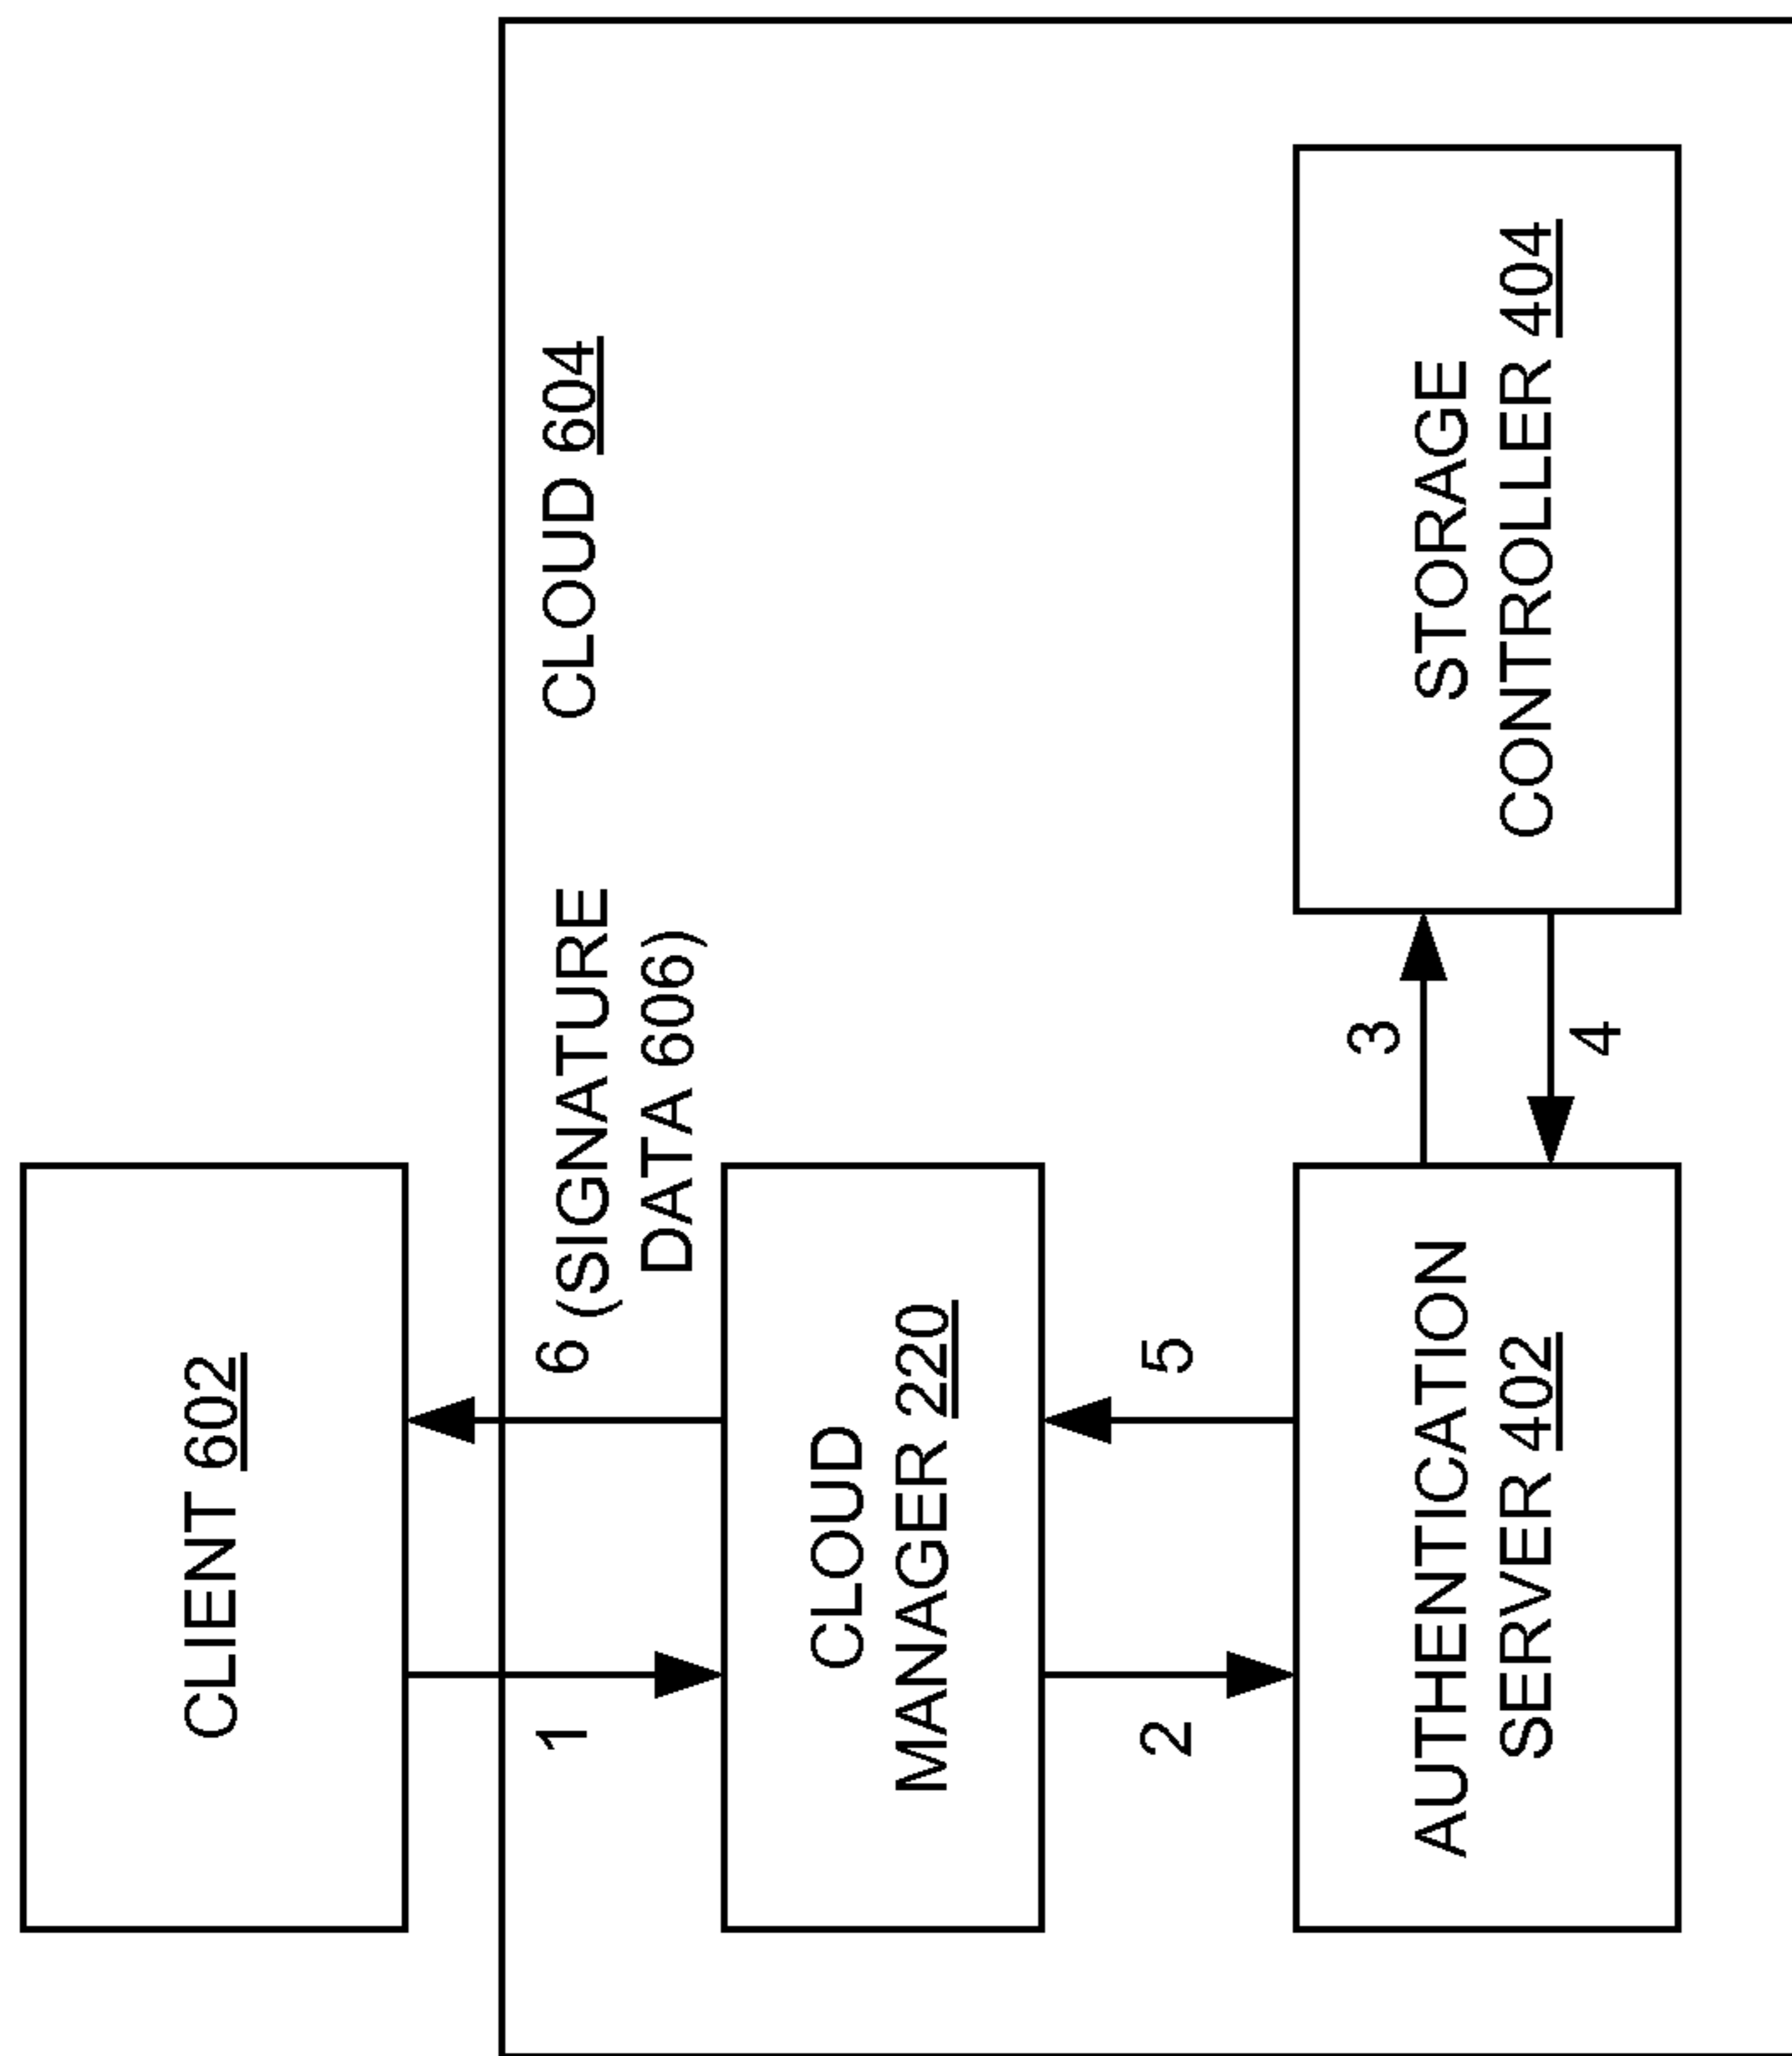 CLIENT 602
1
6 (SIGNATURE
DATA 606)
CLOUD 604
CLOUD
MANAGER 220
2
5
AUTHENTICATION
SERVER 402
3
4
STORAGE
CONTROLLER 404